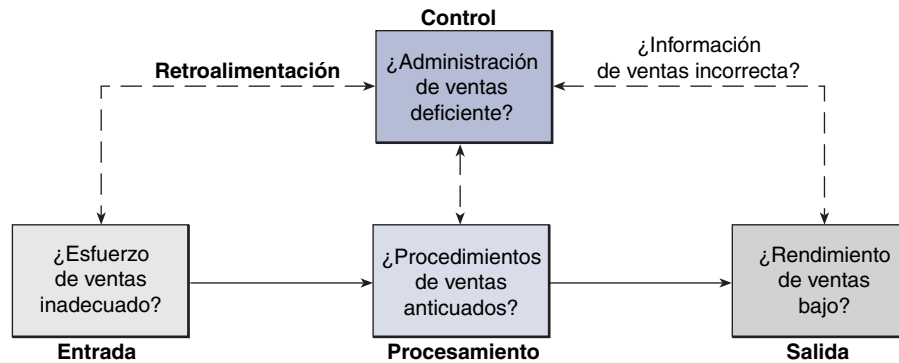 Control
¿Administración
de ventas
deficiente?
Retroalimentación
¿Información
de ventas incorrecta?
¿Esfuerzo
de ventas
inadecuado?
Entrada
¿Procedimientos
de ventas
anticuados?
Procesamiento
¿Rendimiento
de ventas
bajo?
Salida